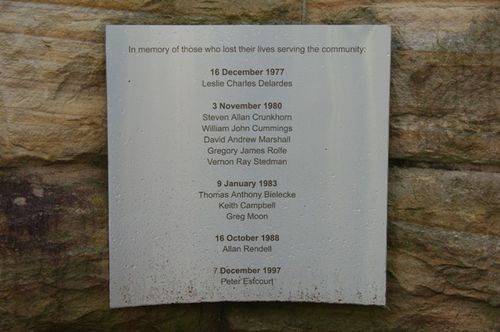 In memory of those who lost their lives serving the community:
16 December 1977
Leslie Charles Delardes
3 November 1980
Steven Allan Crunkhorn
William John Cummings
David Andrew Marshall
Gregory James Rolfe
Vernon Ray Stedman
9 January 1983
Thomas Anthony Bielecke
Keith Campbell
Greg Moon
16 October 1988
Allan Rendell
7 December 1997
Peter Estcourt